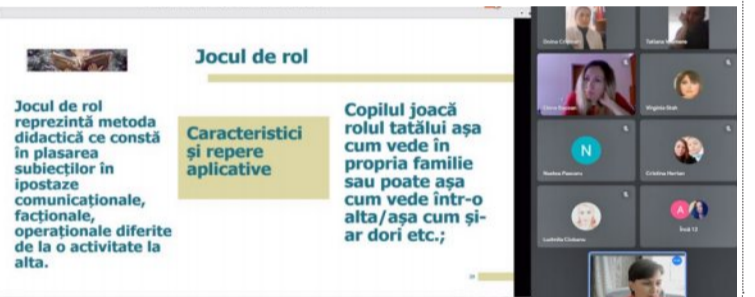 Jocul de rol
Jocul de rol
reprezintă metoda
didactică ce constă
în plasarea
subiecților în
ipostaze
comunicaționale,
facționale,
operaționale diferite
de la o activitate la
alta.
Caracteristici
și repere
aplicative
Copilul joacă
rolul tatălui așa
cum vede în
propria familie
sau poate așa
cum vede într-o
alta/așa cum și-
ar dori etc.;
Doina
Tatiana
Elena
Virginia
N
Cristina
Ludmila Ciobanu
A
Încă 12